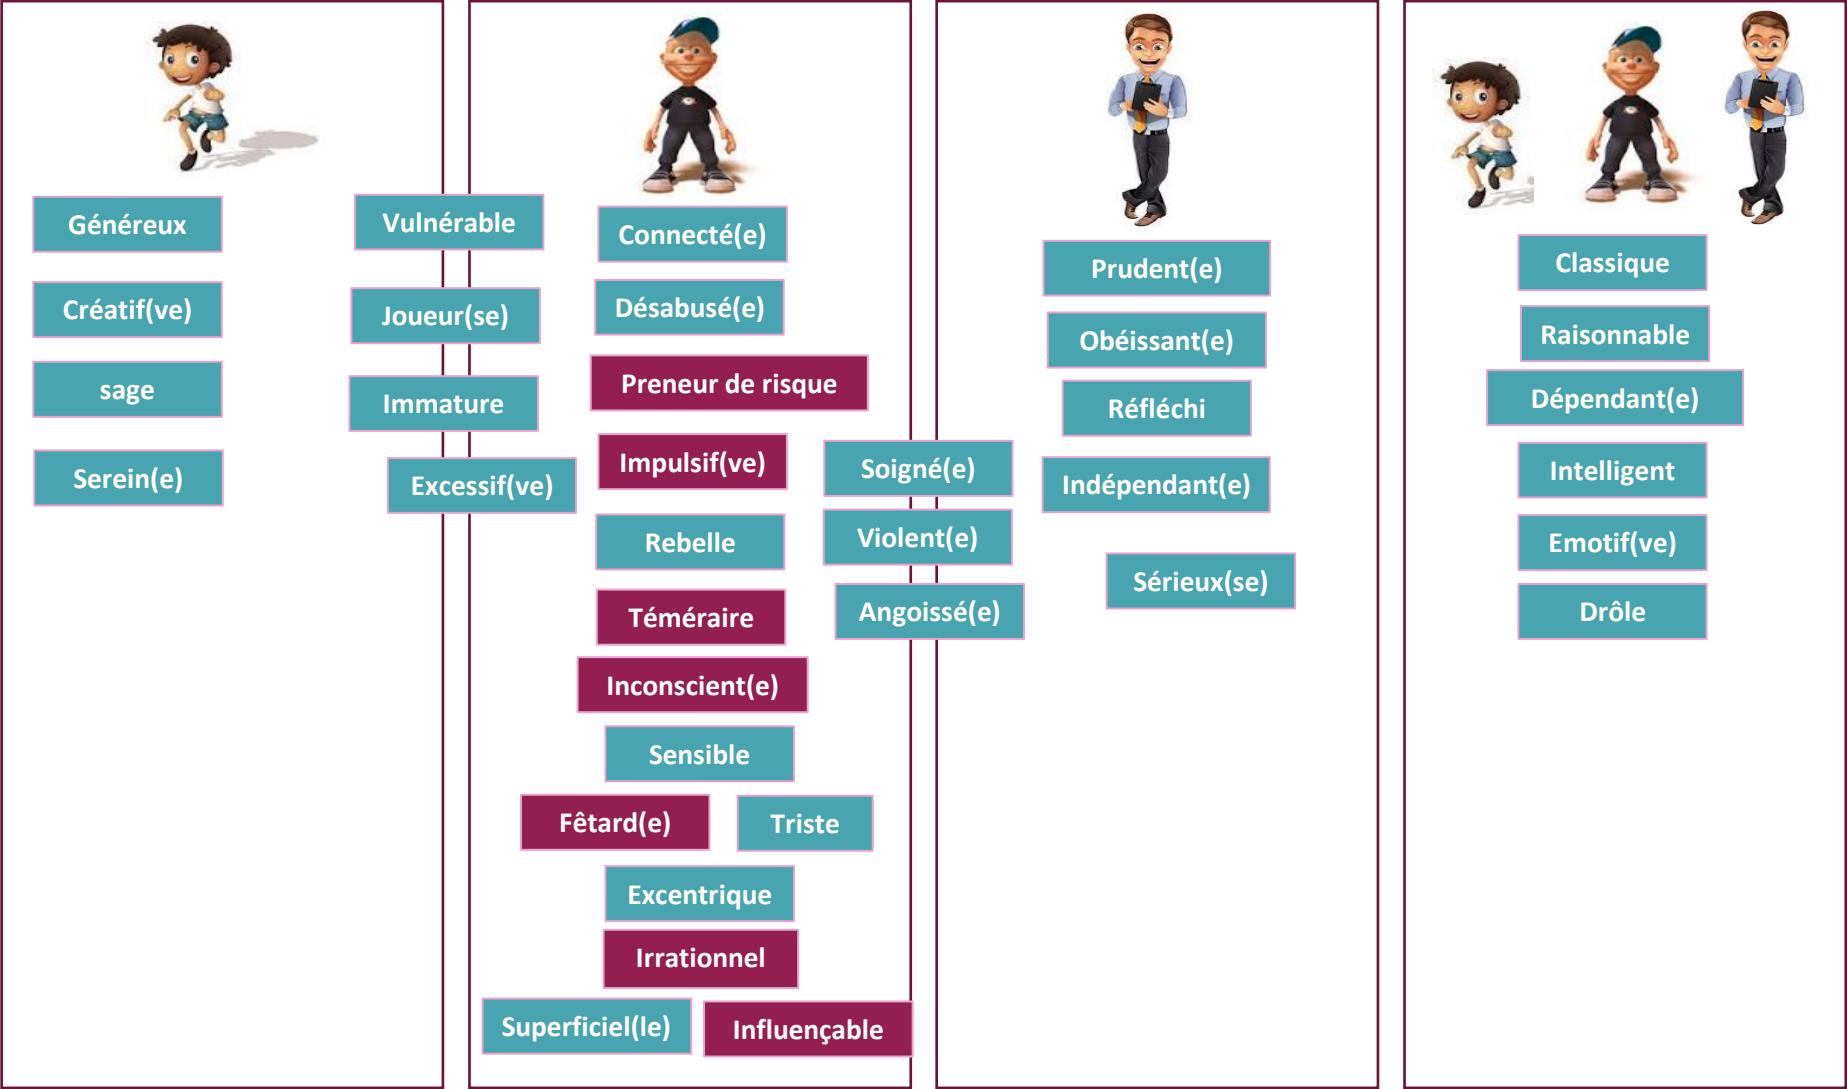 Généreux
Créatif(ve)
sage
Serein(e)
Vulnérable
Joueur(se)
Immature
Excessif(ve)
Connecté(e)
Désabusé(e)
Preneur de risque
Impulsif(ve)
Rebelle
Téméraire
Inconscient(e)
Sensible
Fêtard(e)
Triste
Excentrique
Irrationnel
Superficiel(le)
Influençable
Soigné(e)
Violent(e)
Angoissé(e)
Prudent(e)
Obéissant(e)
Réfléchi
Indépendant(e)
Sérieux(se)
Classique
Raisonnable
Dépendant(e)
Intelligent
Emotif(ve)
Drôle